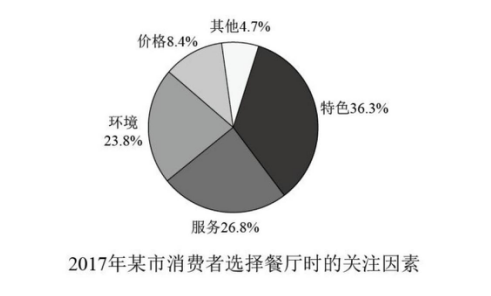 其他4.7%
价格8.4%
特色36.3%
环境
23.8%
服务26.8%
2017年某市消费者选择餐厅时的关注因素